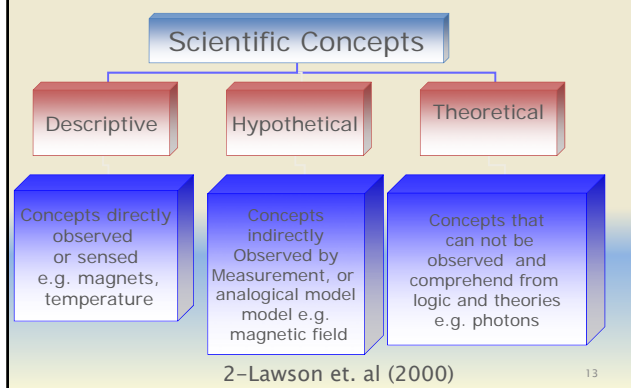 Scientific Concepts
Descriptive
Hypothetical
Theoretical
Concepts directly
observed
or sensed
e.g. magnets,
temperature
Concepts
indirectly
Observed by
Measurement, or
analogical model
model e.g.
magnetic field
Concepts that
can not be
observed and
comprehend from
logic and theories
e.g. photons
2-Lawson et. al (2000)
13